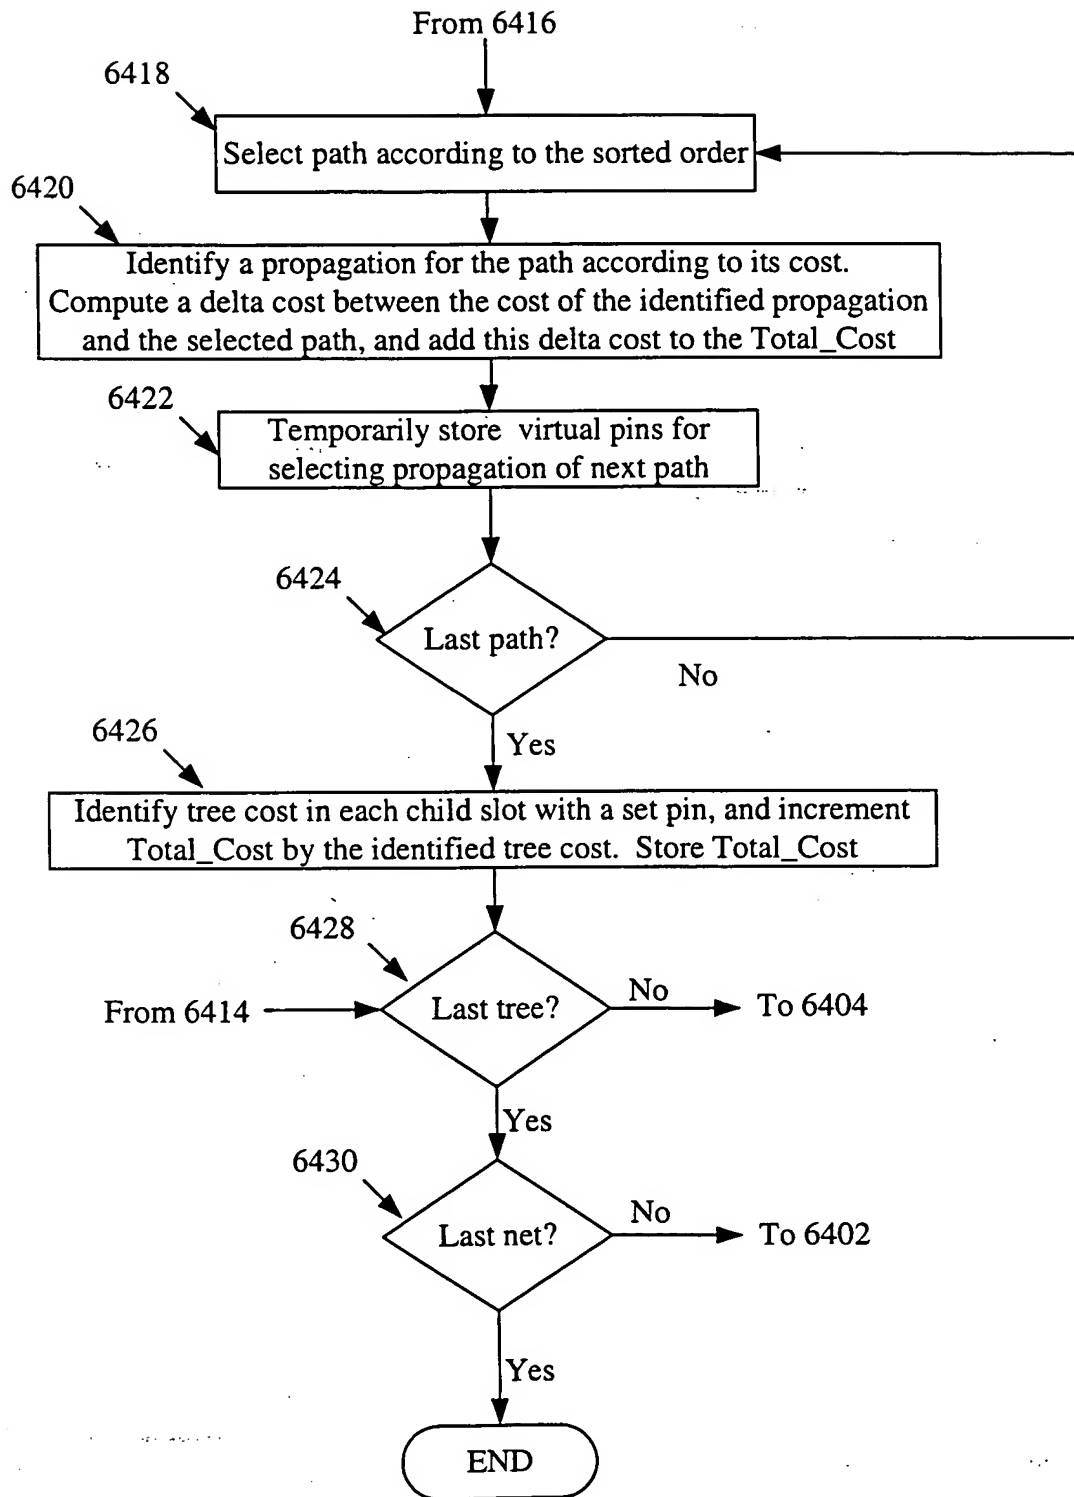 From 6416
6418
Select path according to the sorted order
6420
Identify a propagation for the path according to its cost.
Compute a delta cost between the cost of the identified propagation
and the selected path, and add this delta cost to the Total_Cost
6422
Temporarily store virtual pins for
selecting propagation of next path
6424
Last path?
No
Yes
6426
Identify tree cost in each child slot with a set pin, and increment
Total_Cost by the identified tree cost. Store Total_Cost
6428
From 6414
Last tree?
No
To 6404
Yes
6430
Last net?
No
To 6402
Yes
END